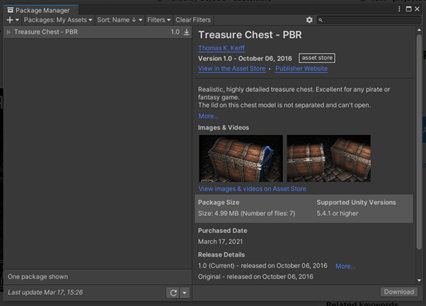 Package Manager
+ Packages: My Assets Sort: Name ↓ Filters Clear Filters
Treasure Chest - PBR 1.0
Treasure Chest - PBR
Thomas K. Kerff
Version 1.0 - October 06, 2016 asset store
View in the Asset Store • Publisher Website
Realistic, highly detailed treasure chest. Excellent for any pirate or
fantasy game.
The lid on this chest model is not separated and can't open.
More...
Images & Videos
View images & videos on Asset Store
Package Size Supported Unity Versions
Size: 4.99 MB (Number of files: 7) 5.4.1 or higher
Purchased Date
March 17, 2021
Release Details
1.0 (Current) - released on October 06, 2016 More...
Original - released on October 06, 2016
One package shown
Last update Mar 17, 15:26
Download